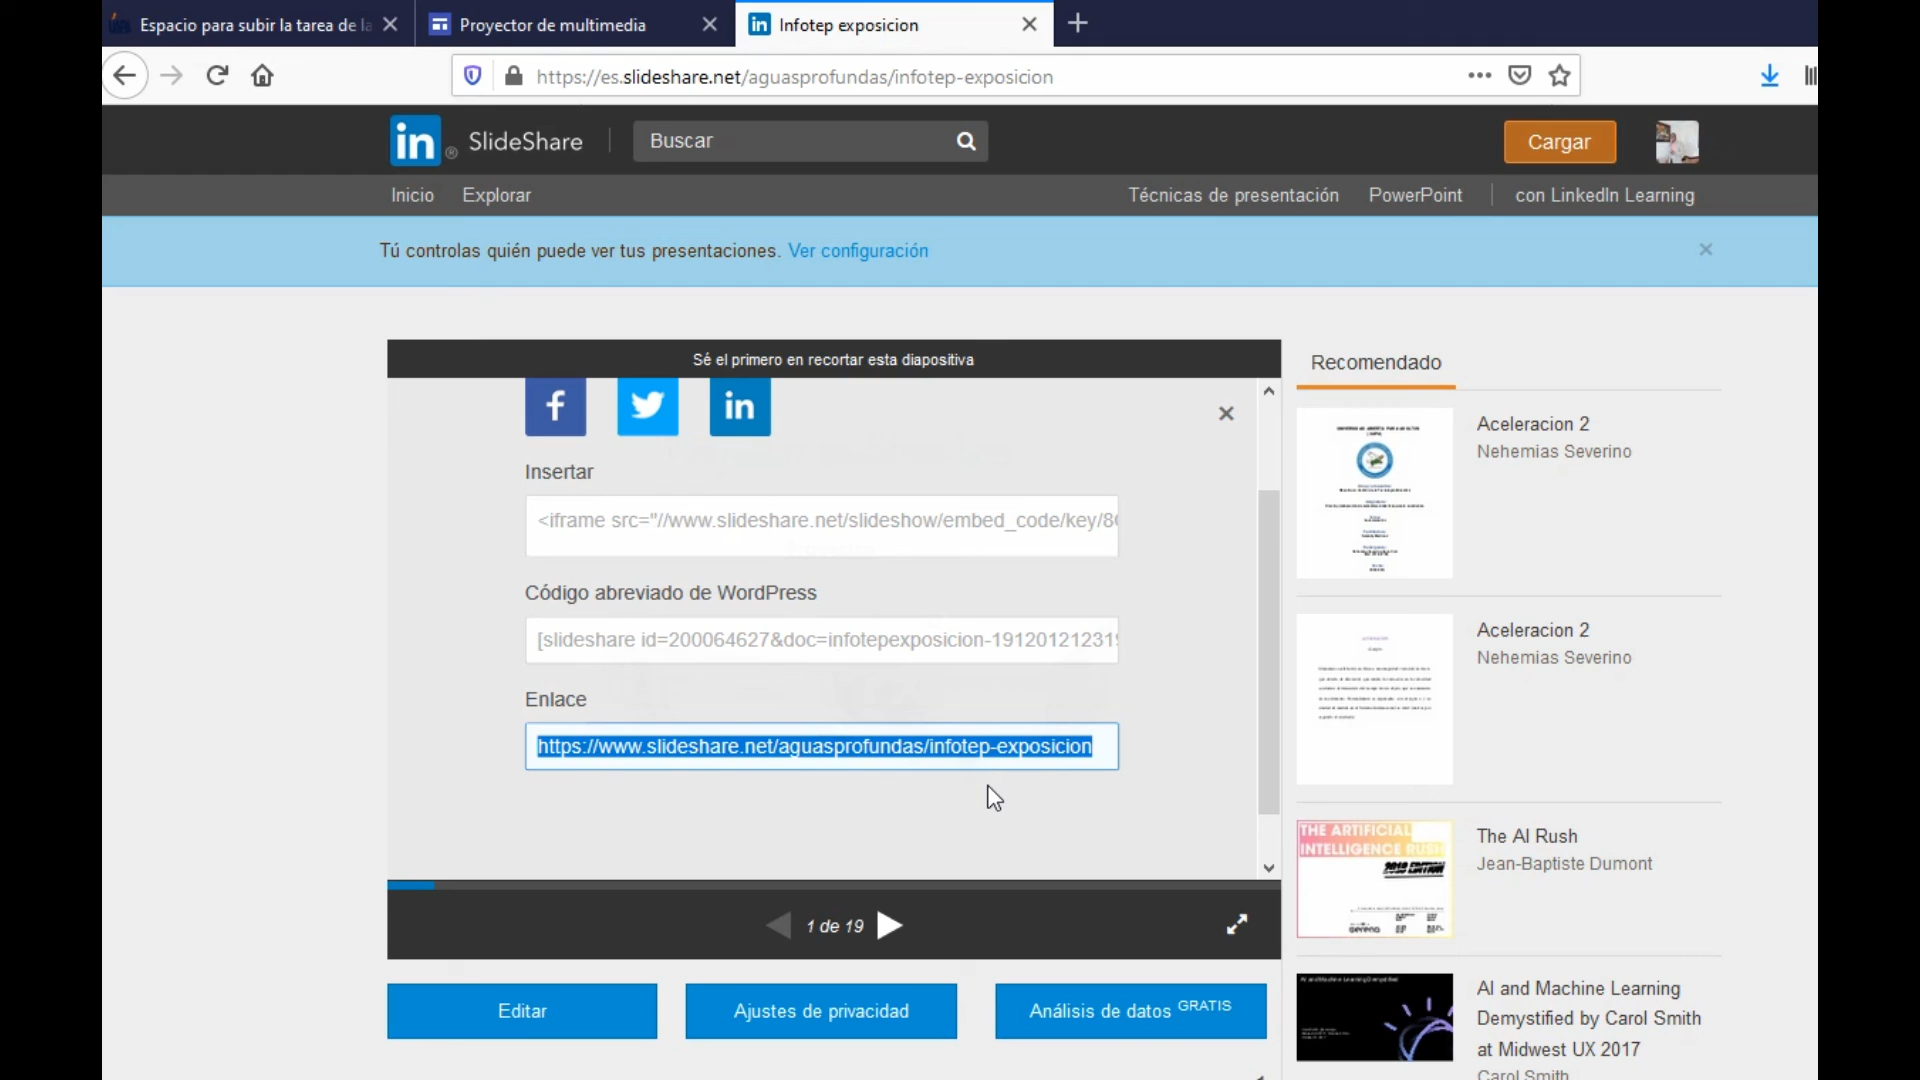 Espacio para subir la tarea de la
Proyector de multimedia
Infotep exposicion
https://es.slideshare.net/aguasprofundas/infotep-exposicion
in
SlideShare
Buscar
Cargar
Inicio
Explorar
Técnicas de presentación
PowerPoint
con LinkedIn Learning
Tú controlas quién puede ver tus presentaciones. Ver configuración
Sé el primero en recortar esta diapositiva
Insertar
<iframe src="//www.slideshare.net/slideshow/embed_code/key/8
Código abreviado de WordPress
[slideshare id=200064627&doc=infotepexposicion-191201212319
Enlace
https://www.slideshare.net/aguasprofundas/infotep-exposicion
1 de 19
Editar
Ajustes de privacidad
Análisis de datos GRATIS
Recomendado
Aceleracion 2
Nehemias Severino
Aceleracion 2
Nehemias Severino
THE ARTIFICIAL
INTELLIGENCE RUSH
2019 EDITION
serena
The AI Rush
Jean-Baptiste Dumont
AI and Machine Learning
Demystified by Carol Smith
at Midwest UX 2017
Carol Smith